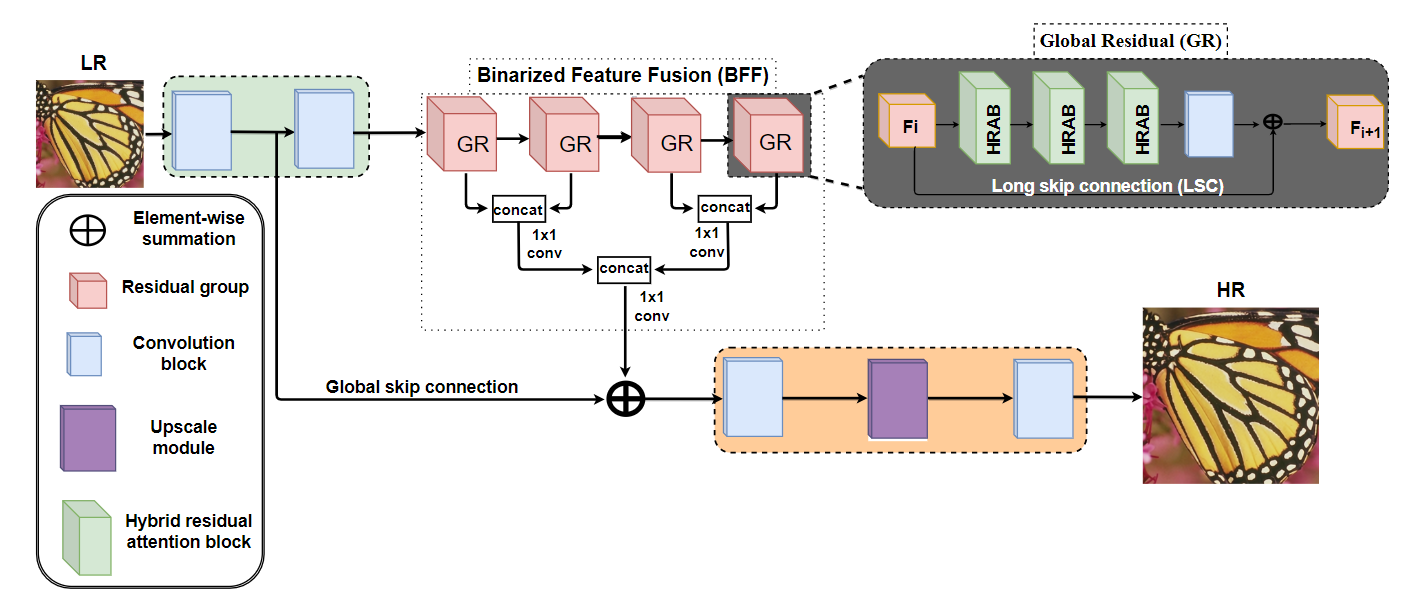 LR
Binarized Feature Fusion (BFF)
GR
GR
GR
GR
concat
concat
1x1
conv
1x1
conv
concat
1x1
conv
Global Residual (GR)
Fi
HRAB
HRAB
HRAB
Fi+1
Long skip connection (LSC)
Element-wise
summation
Residual group
Convolution
block
Upscale
module
Hybrid residual
attention block
Global skip connection
HR